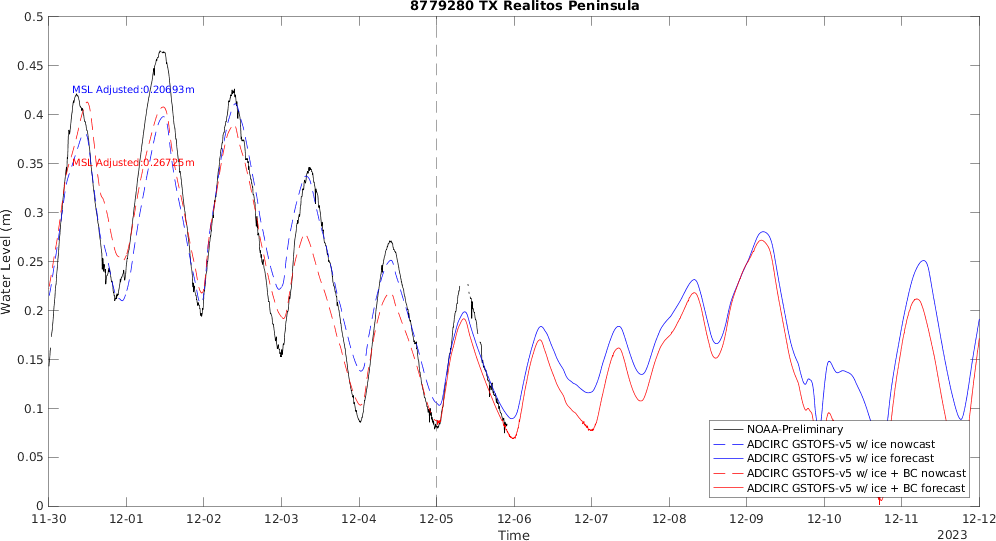 8779280 TX Realitos Peninsula
Water Level (m)
0.5
0.45
0.4
0.35
0.3
0.25
0.2
0.15
0.1
0.05
0
MSL Adjusted:0.20693m
MSL Adjusted:0.26725m
NOAA-Preliminary
ADCIRC GSTOFS-v5 w/ ice nowcast
ADCIRC GSTOFS-v5 w/ ice forecast
ADCIRC GSTOFS-v5 w/ ice + BC nowcast
ADCIRC GSTOFS-v5 w/ ice + BC forecast
11-30 12-01 12-02 12-03 12-04 12-05 12-06 12-07 12-08 12-09 12-10 12-11 12-12
Time
2023